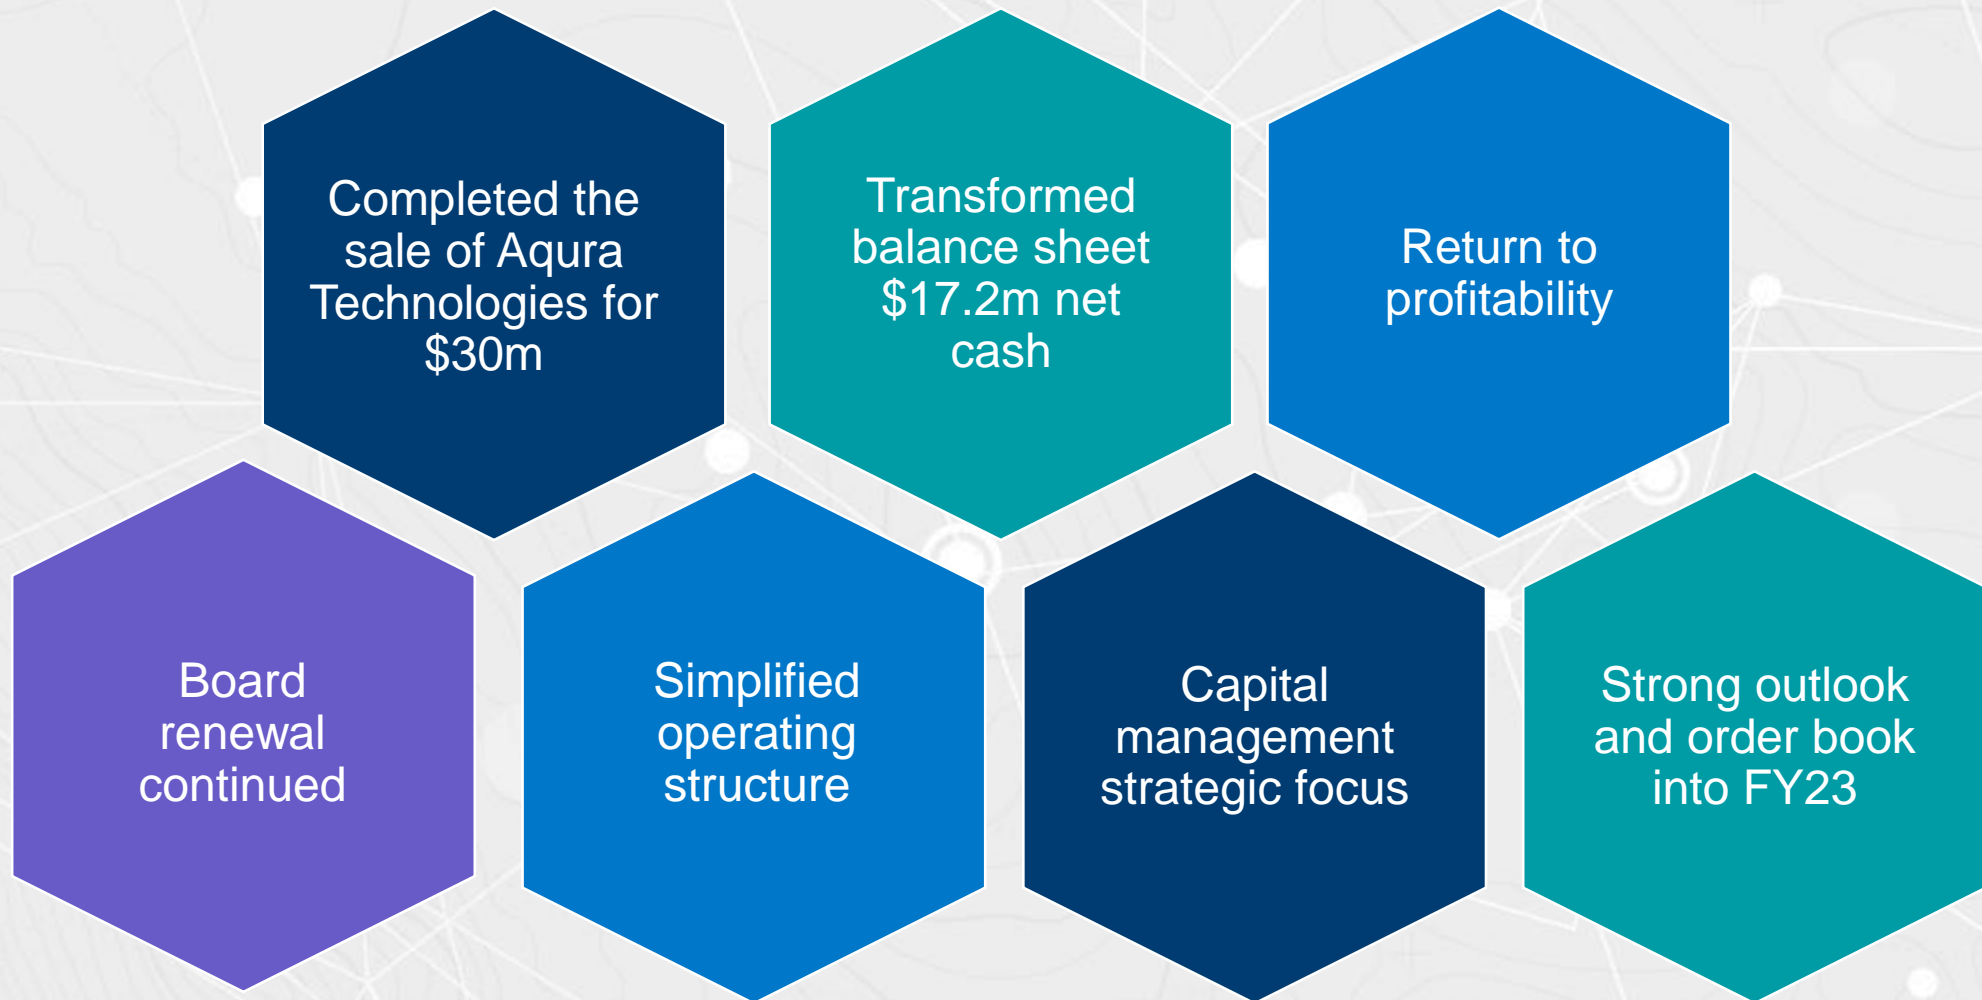 Completed the
sale of Aqura
Technologies for
$30m
Transformed
balance sheet
$17.2m net
cash
Return to
profitability
Board
renewal
continued
Simplified
operating
structure
Capital
management
strategic focus
Strong outlook
and order book
into FY23